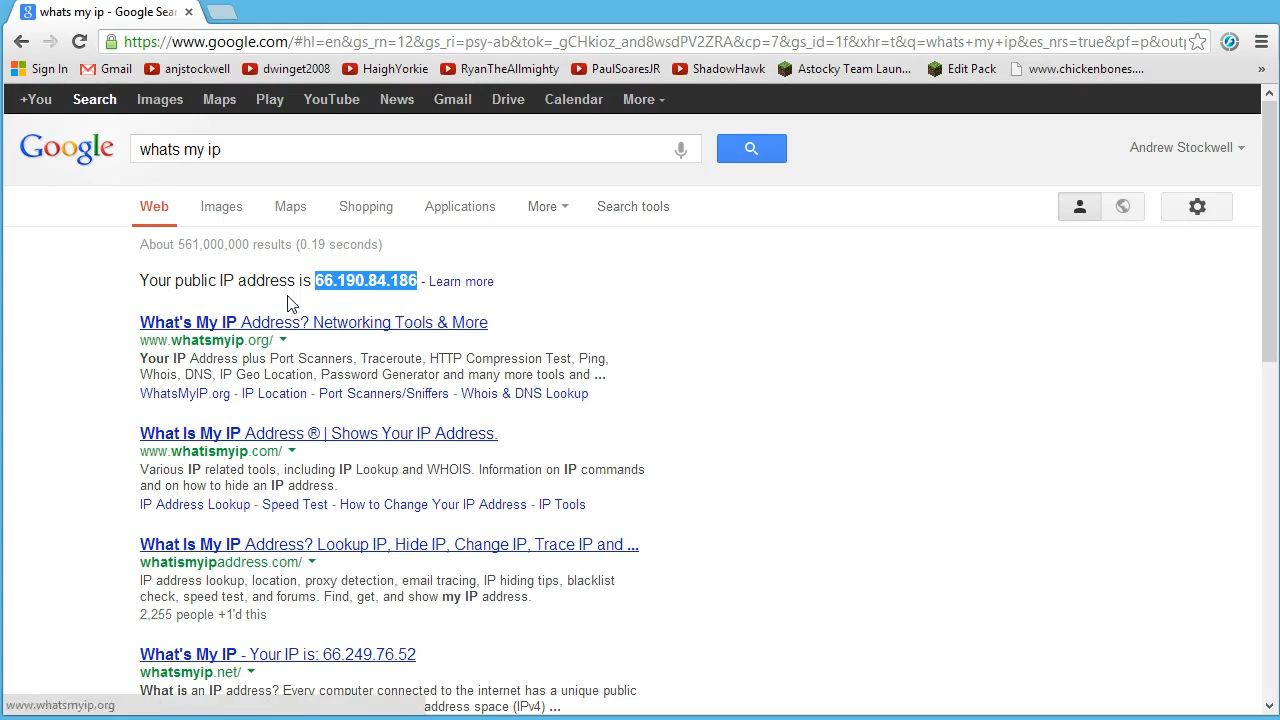 whats my ip - Google Sear
https://www.google.com/#hl=en&gs_rn=12&gs_ri=psy-ab&tok=_gCHkioz_and8wsdPV2ZRA&cp=7&gs_id=1f&xhr=t&q=whats+my+ip&es_nrs=true&pf=p&outp
Sign In Gmail anjstockwell dwinget2008 HaighYorkie RyanTheAllmighty PaulSoaresJR ShadowHawk Astocky Team Laun... Edit Pack www.chickenbones.... »
+You Search Images Maps Play YouTube News Gmail Drive Calendar More
Google whats my ip Andrew Stockwell
Web Images Maps Shopping Applications More Search tools
About 561,000,000 results (0.19 seconds)
Your public IP address is 66.190.84.186 - Learn more
What's My IP Address? Networking Tools & More
www.whatsmyip.org/
Your IP Address plus Port Scanners, Traceroute, HTTP Compression Test, Ping,
Whois, DNS, IP Geo Location, Password Generator and many more tools and ...
WhatsMyIP.org - IP Location - Port Scanners/Sniffers - Whois & DNS Lookup
What Is My IP Address ® | Shows Your IP Address.
www.whatismyip.com/
Various IP related tools, including IP Lookup and WHOIS. Information on IP commands
and on how to hide an IP address.
IP Address Lookup - Speed Test - How to Change Your IP Address - IP Tools
What Is My IP Address? Lookup IP, Hide IP, Change IP, Trace IP and ...
whatismyipaddress.com/
IP address lookup, location, proxy detection, email tracing, IP hiding tips, blacklist
check, speed test, and forums. Find, get, and show my IP address.
2,255 people +1'd this
What's My IP - Your IP is: 66.249.76.52
whatsmyip.net/
What is an IP address? Every computer connected to the internet has a unique public
address space (IPv4) ...
www.whatsmyip.org